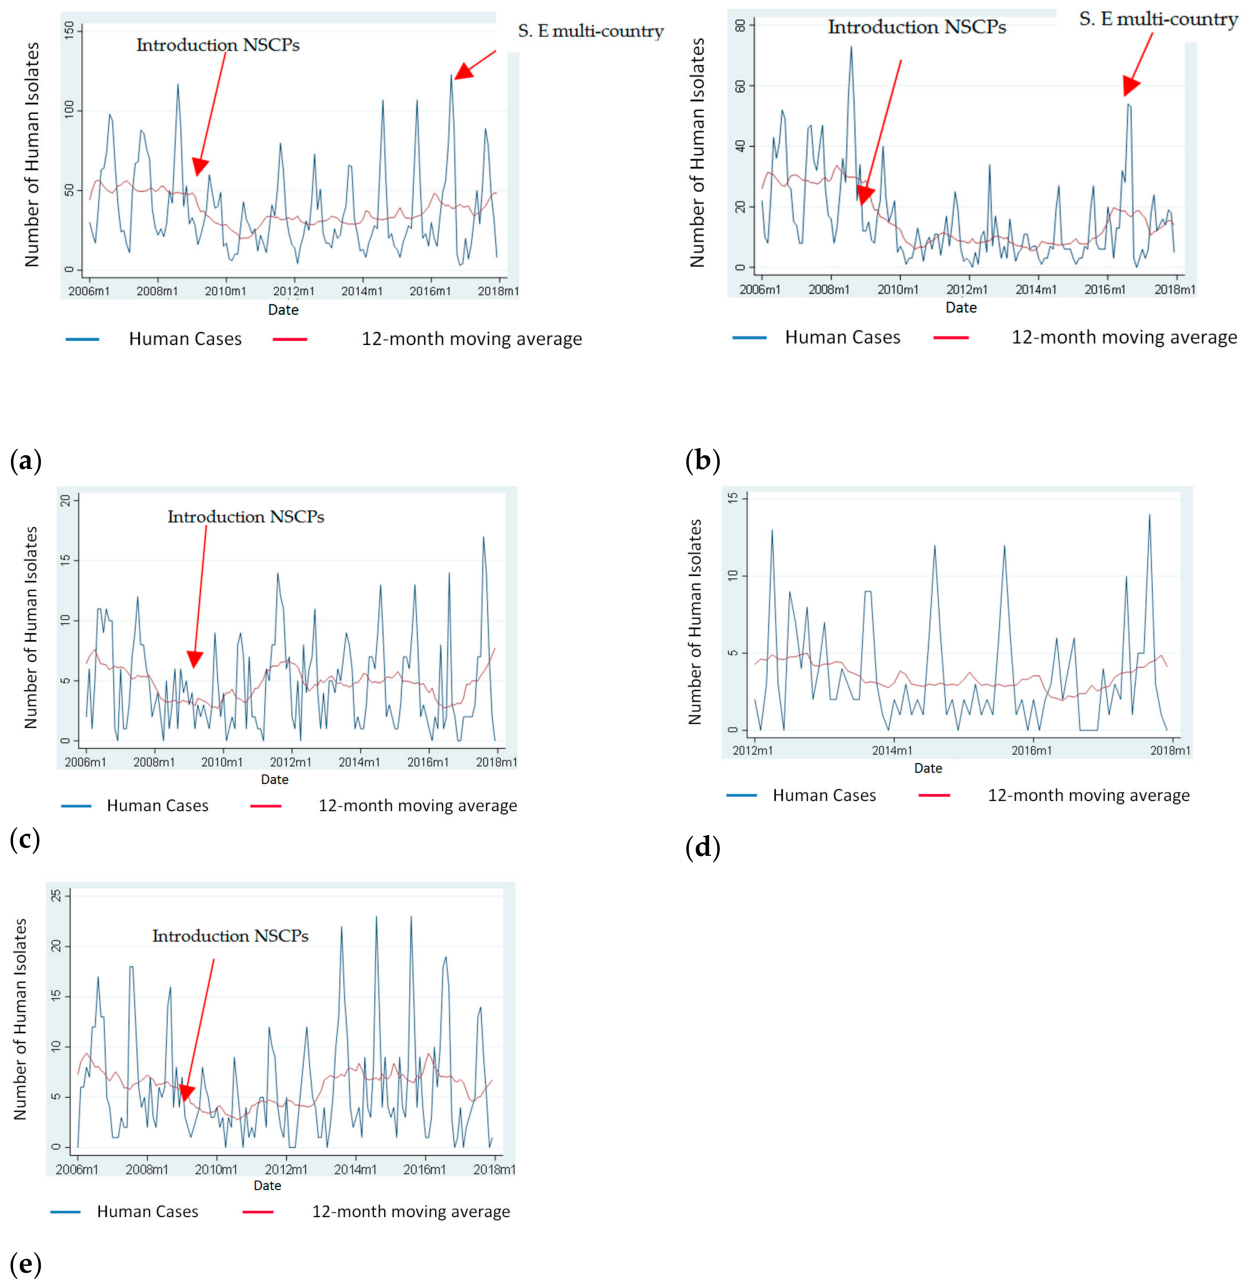 Introduction NSCPs
S. E multi-country
Number of Human Isolates
150
100
50
0
2006m1 2008m1 2010m1 2012m1 2014m1 2016m1 2018m1
Date
Human Cases 12-month moving average
(a)
Introduction NSCPs
S. E multi-country
Number of Human Isolates
80
60
40
20
0
2006m1 2008m1 2010m1 2012m1 2014m1 2016m1 2018m1
Date
Human Cases 12-month moving average
(b)
Introduction NSCPs
Number of Human Isolates
20
15
10
5
0
2006m1 2008m1 2010m1 2012m1 2014m1 2016m1 2018m1
Date
Human Cases 12-month moving average
(c)
Number of Human Isolates
15
10
5
0
2012m1 2014m1 2016m1 2018m1
Date
Human Cases 12-month moving average
(d)
Introduction NSCPs
Number of Human Isolates
25
20
15
10
5
0
2006m1 2008m1 2010m1 2012m1 2014m1 2016m1 2018m1
Date
Human Cases 12-month moving average
(e)